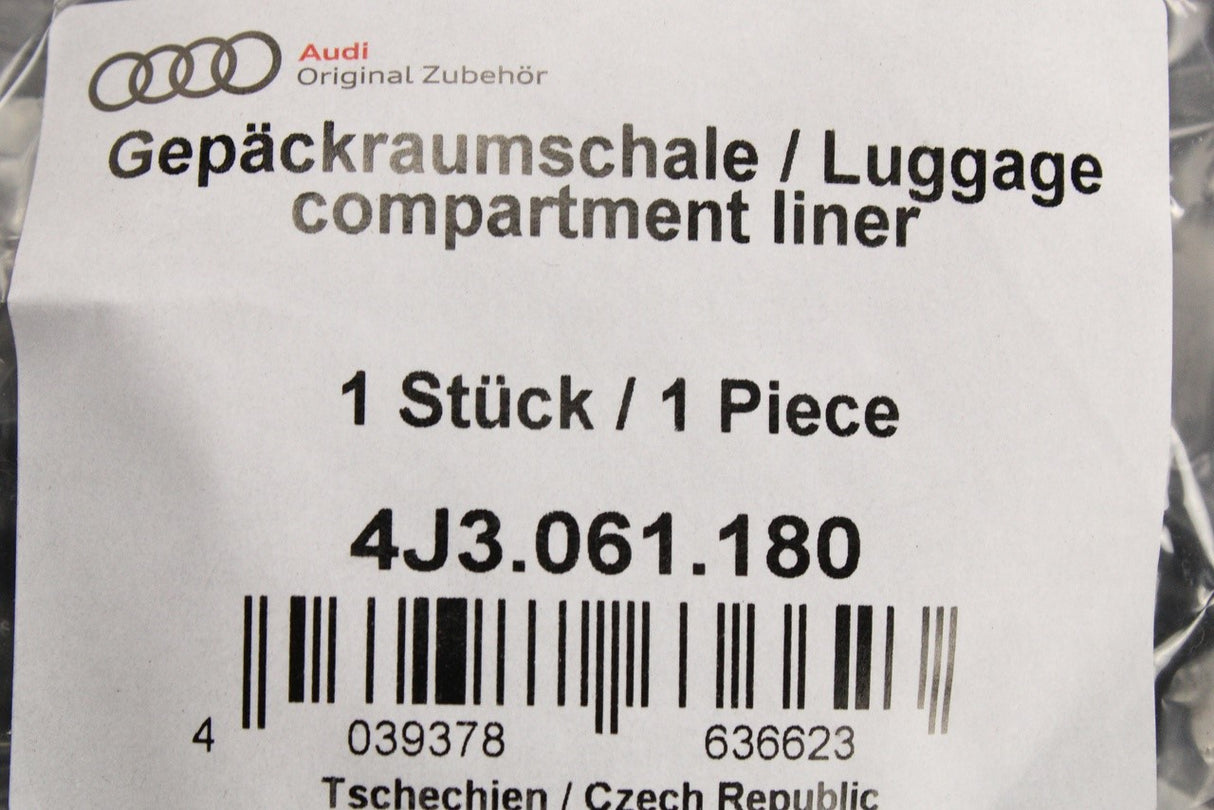 Audi
Original Zubehör
Gepäckraumschale / Luggage
compartment liner
1 Stück / 1 Piece
4J3.061.180
4 039378 636623
Tschechien / Czech Republic